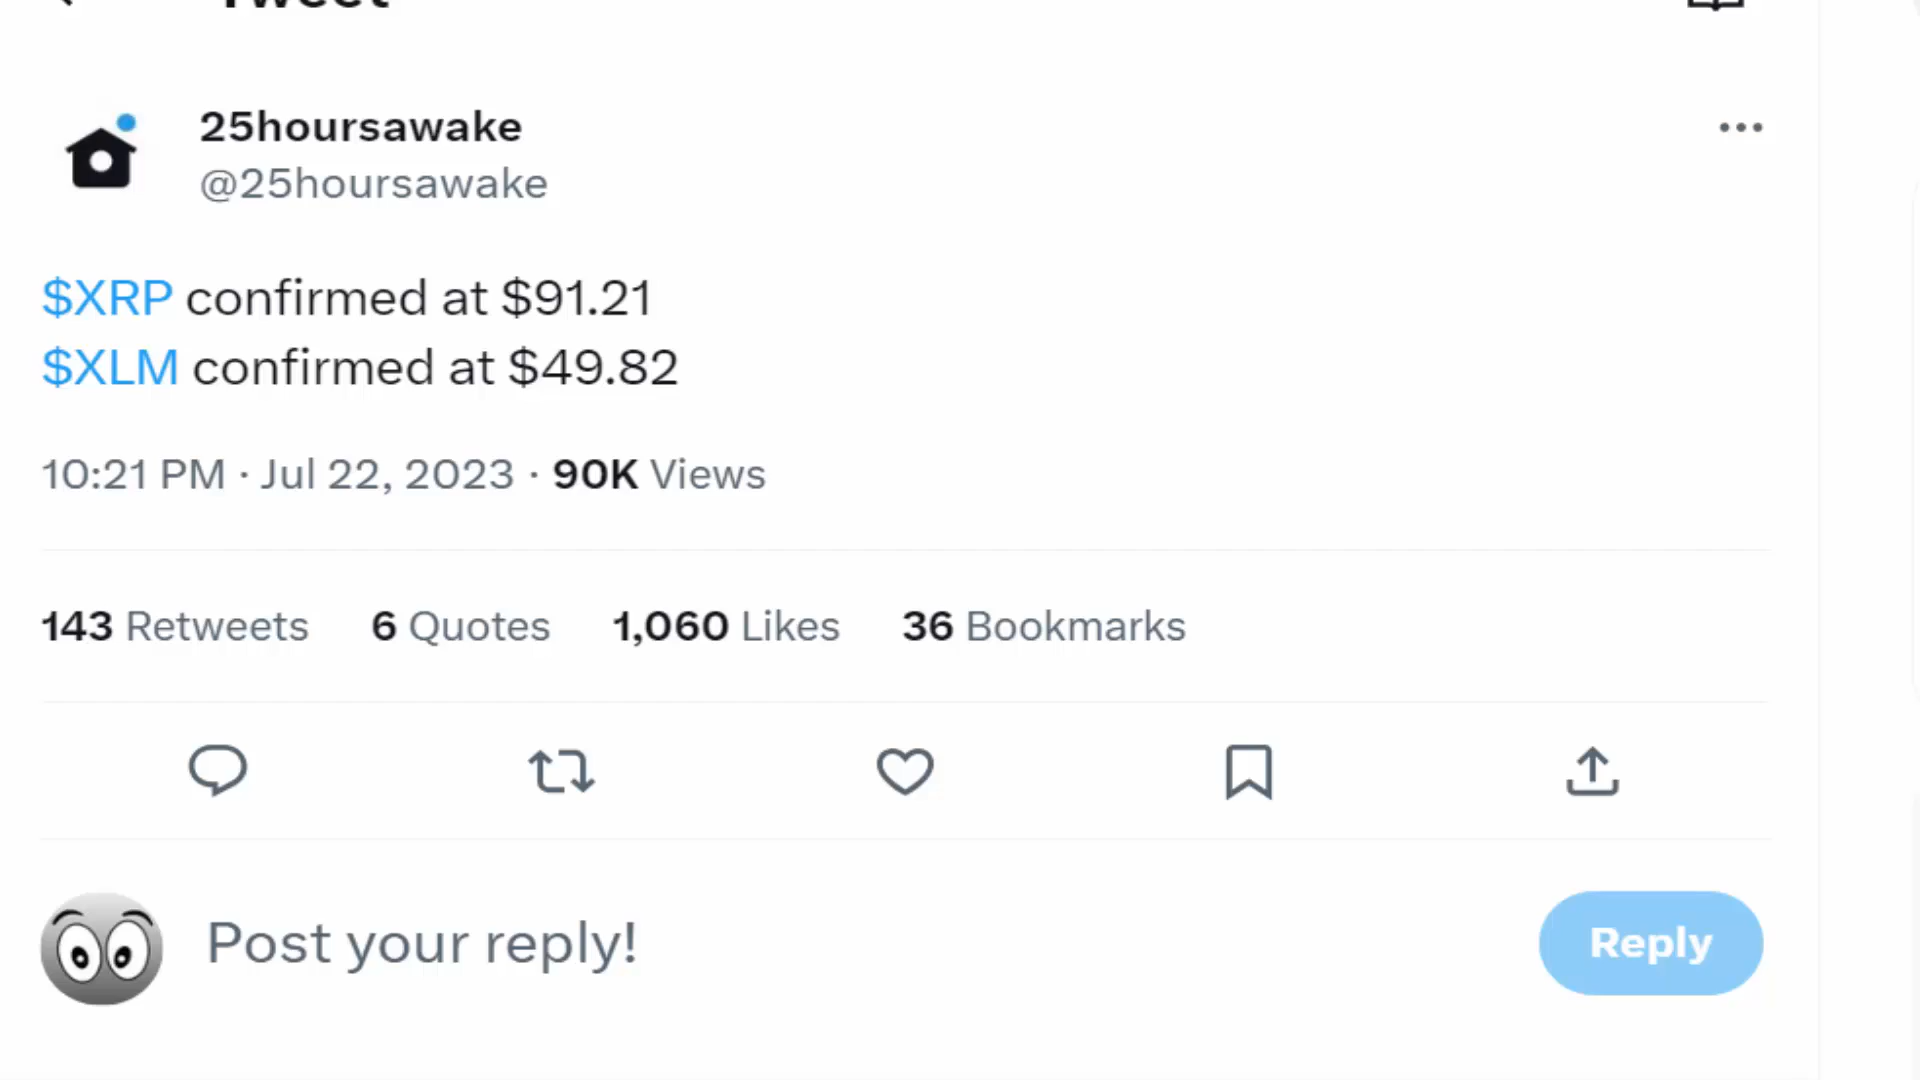 Tweet
25hoursawake
@25hoursawake
$XRP confirmed at $91.21
$XLM confirmed at $49.82
10:21 PM · Jul 22, 2023 · 90K Views
143 Retweets 6 Quotes 1,060 Likes 36 Bookmarks
Post your reply!
Reply